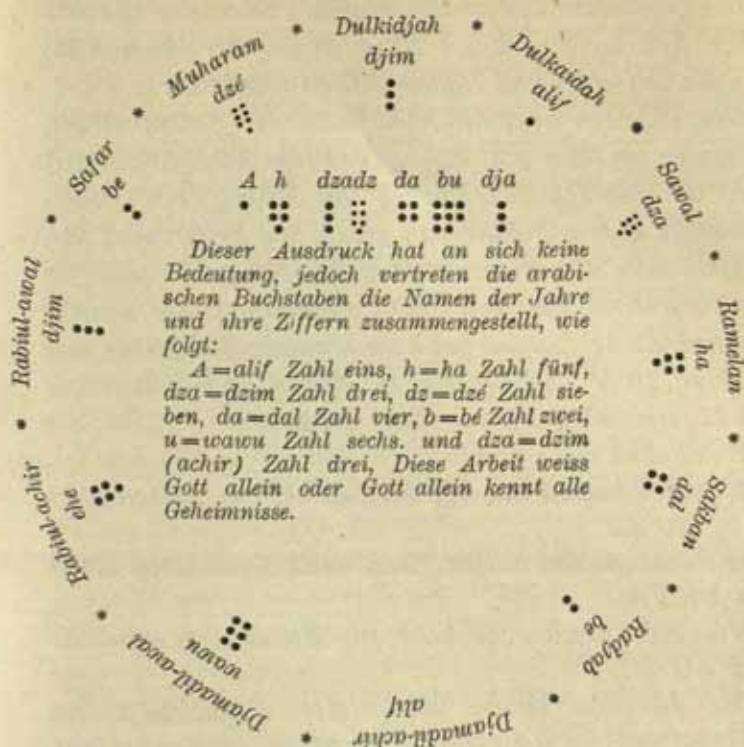 Dulkidjah
djim
Dulkaidah
alif
Sawal
dza
Ramelan
ha
Sakban
dal
Radjab
be
Djamadil-achir
alif
Djamadil-awal
wawu
Rabiul achir
ehe
Rabiul-awal
djim
Safar
be
Muharam
dzé
A h dzadz da bu dja
Dieser Ausdruck hat an sich keine
Bedeutung, jedoch vertreten die arabi-
schen Buchstaben die Namen der Jahre
und ihre Ziffern zusammengestellt, wie
folgt:
A=alif Zahl eins, h=ha Zahl fünf,
dza=dzim Zahl drei, dz=dzé Zahl sie-
ben, da=dal Zahl vier, b=bé Zahl zwei,
u=wawu Zahl sechs. und dza=dzim
(achir) Zahl drei, Diese Arbeit weiss
Gott allein oder Gott allein kennt alle
Geheimnisse.